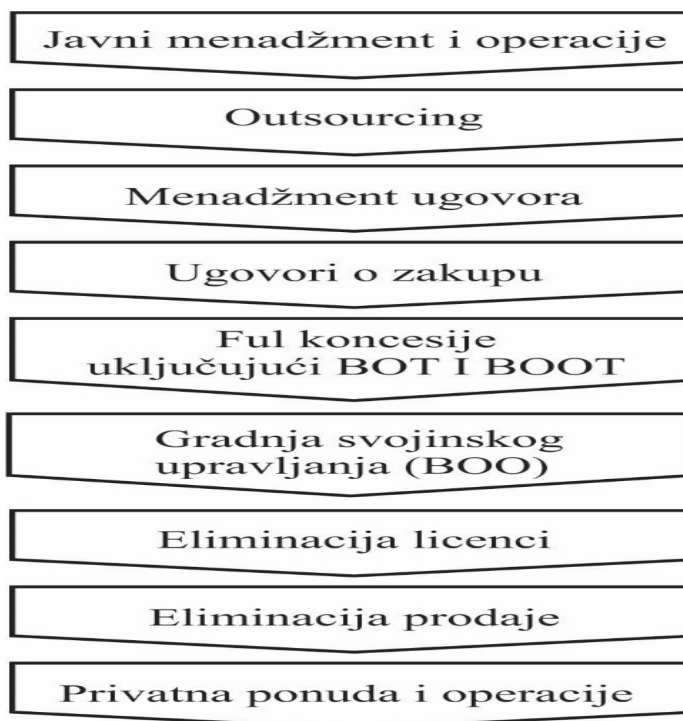 Javni menadžment i operacije
Outsourcing
Menadžment ugovora
Ugovori o zakupu
Ful koncesije
uključujući BOT I BOOT
Gradnja svojinskog
upravljanja (BOO)
Eliminacija licenci
Eliminacija prodaje
Privatna ponuda i operacije